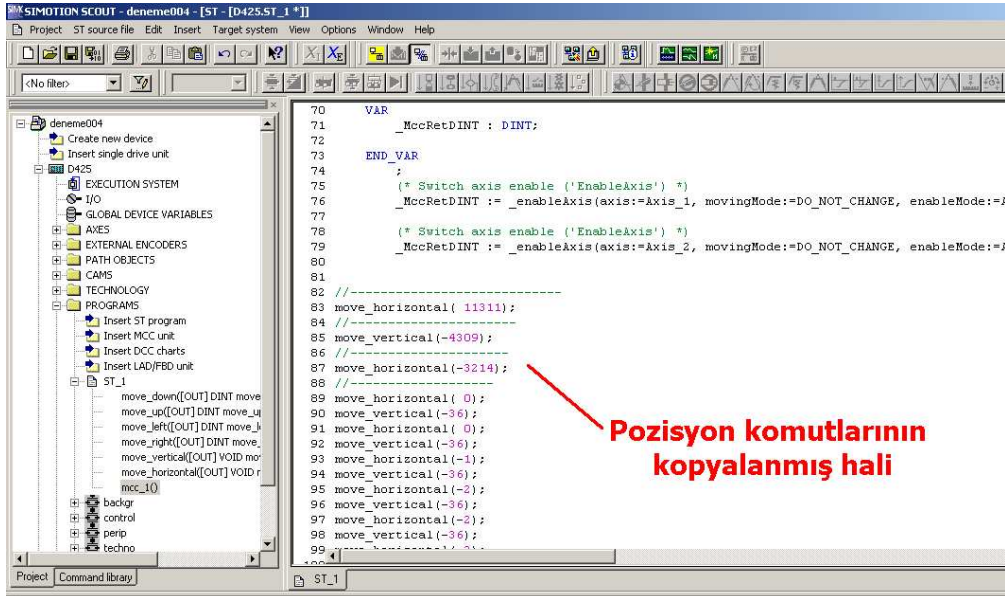 SIMOTION SCOUT - deneme004 - [ST - [D425.ST_1 *]]
Project ST source file Edit Insert Target system View Options Window Help
<No filter>
deneme004
Create new device
Insert single drive unit
D425
EXECUTION SYSTEM
I/O
GLOBAL DEVICE VARIABLES
AXES
EXTERNAL ENCODERS
PATH OBJECTS
CAMS
TECHNOLOGY
PROGRAMS
Insert ST program
Insert MCC unit
Insert DCC charts
Insert LAD/FBD unit
ST_1
move_down([OUT] DINT move
move_up([OUT] DINT move_u
move_left([OUT] DINT move_l
move_right([OUT] DINT move_
move_vertical([OUT] VOID mo
move_horizontal([OUT] VOID
mcc_1()
backgr
control
perip
techno
Project Command library
70 VAR
71 _MccRetDINT : DINT;
72
73 END_VAR
74 ;
75 (* Switch axis enable ('EnableAxis') *)
76 _MccRetDINT := _enableAxis(axis:=Axis_1, movingMode:=DO_NOT_CHANGE, enableMode:=
77
78 (* Switch axis enable ('EnableAxis') *)
79 _MccRetDINT := _enableAxis(axis:=Axis_2, movingMode:=DO_NOT_CHANGE, enableMode:=
80
81
82 //----------------------------
83 move_horizontal( 11311);
84 //----------------------
85 move_vertical(-4309);
86 //---------------------
87 move_horizontal(-3214);
88 //-------------------
89 move_horizontal( 0);
90 move_vertical(-36);
91 move_horizontal( 0);
92 move_vertical(-36);
93 move_horizontal(-1);
94 move_vertical(-36);
95 move_horizontal(-2);
96 move_vertical(-36);
97 move_horizontal(-2);
98 move_vertical(-36);
99
Pozisyon komutlarının
kopyalanmış hali
ST_1